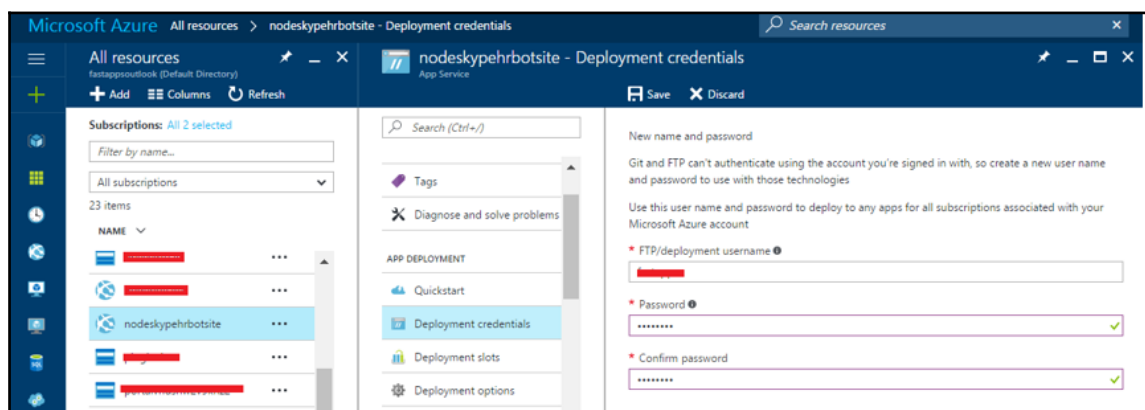 Microsoft Azure All resources > nodeskypehrbotsite - Deployment credentials
Search resources
All resources
fastappsoutlook (Default Directory)
Add Columns Refresh
Subscriptions: All 2 selected
Filter by name...
All subscriptions
23 items
NAME
nodeskypehrbotsite
nodeskypehrbotsite - Deployment credentials
App Service
Search (Ctrl+/)
Tags
Diagnose and solve problems
APP DEPLOYMENT
Quickstart
Deployment credentials
Deployment slots
Deployment options
Save Discard
New name and password
Git and FTP can't authenticate using the account you're signed in with, so create a new user name
and password to use with those technologies
Use this user name and password to deploy to any apps for all subscriptions associated with your
Microsoft Azure account
* FTP/deployment username
* Password
••••••••
* Confirm password
••••••••